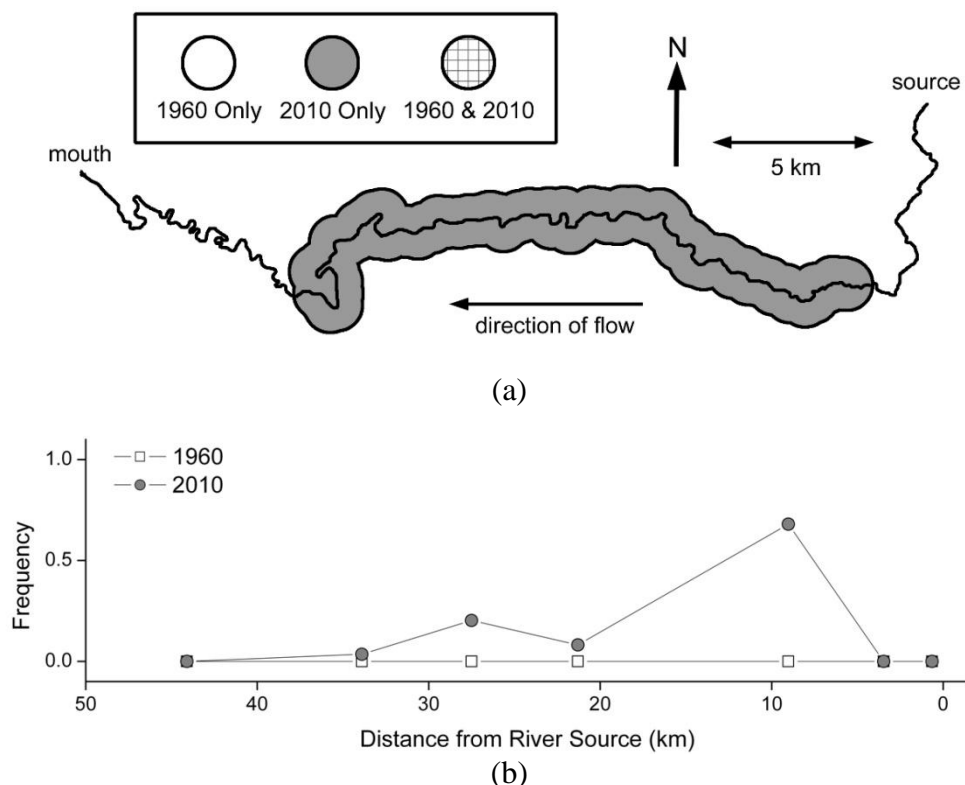 1960 Only 2010 Only 1960 & 2010
N
source
mouth
5 km
direction of flow
(a)
1960
2010
1.0
0.5
0.0
Frequency
50 40 30 20 10 0
Distance from River Source (km)
(b)